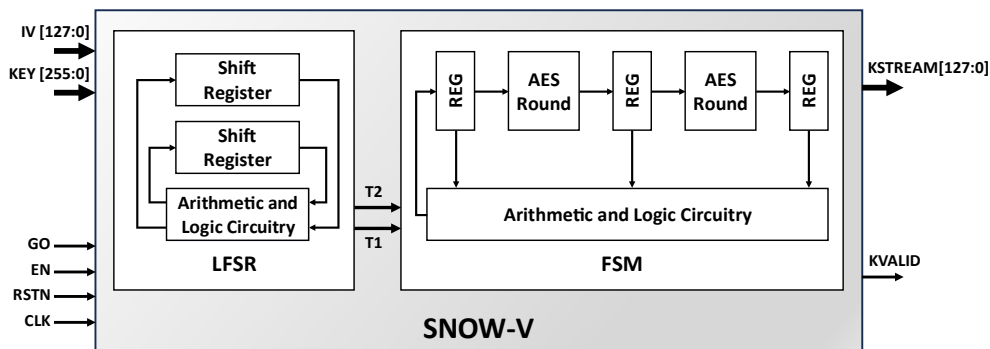 IV [127:0]
KEY [255:0]
GO
EN
RSTN
CLK
Shift
Register
Shift
Register
Arithmetic and
Logic Circuitry
LFSR
T2
T1
REG
AES
Round
REG
AES
Round
REG
Arithmetic and Logic Circuitry
FSM
KSTREAM[127:0]
KVALID
SNOW-V